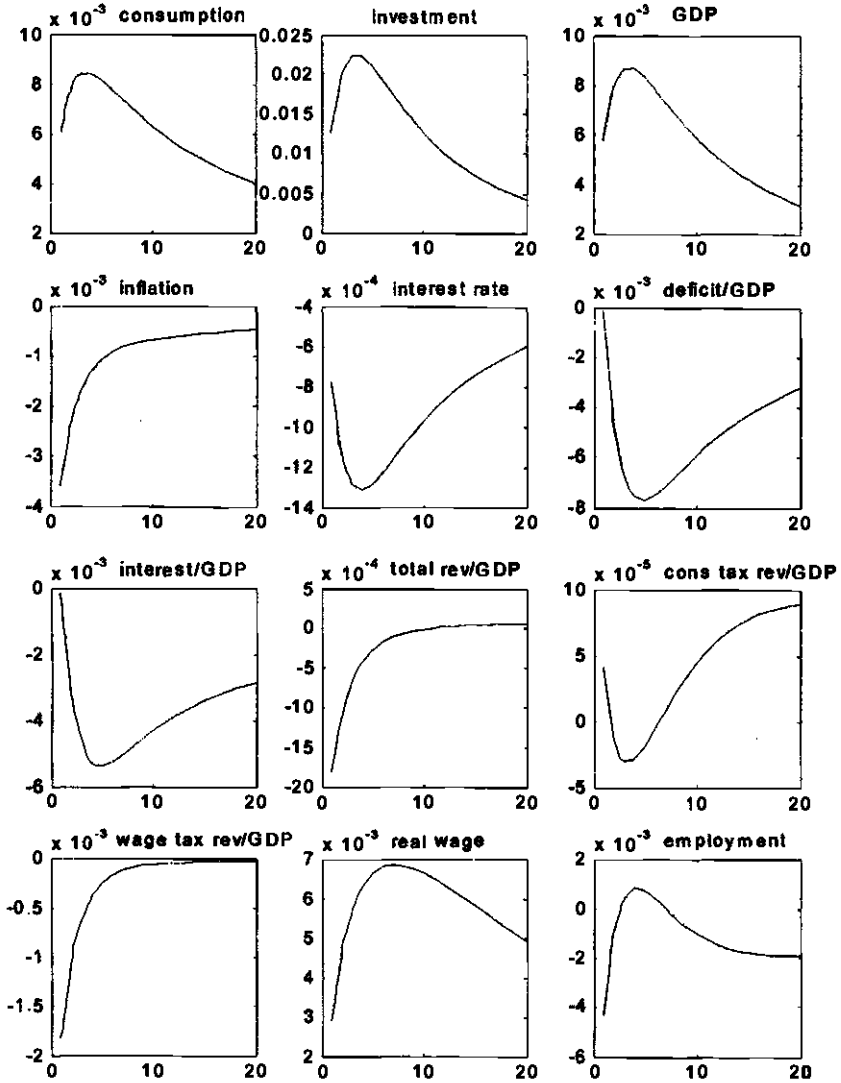 x 10-3 consumption
investment
x 10-3 GDP
10
8
6
4
2
0 10 20
0.025
0.02
0.015
0.01
0.005
0
0 10 20
10
8
6
4
2
0 10 20
x 10-3 inflation
x 10-4 interest rate
x 10-3 deficit/GDP
0
-1
-2
-3
-4
0 10 20
-4
-6
-8
-10
-12
-14
0 10 20
0
-2
-4
-6
-8
0 10 20
x 10-3 interest/GDP
x 10-4 total rev/GDP
x 10-5 cons tax rev/GDP
0
-2
-4
-6
0 10 20
5
0
-5
-10
-15
-20
0 10 20
10
5
0
-5
0 10 20
x 10-3 wage tax rev/GDP
x 10-3 real wage
x 10-3 employment
0
-0.5
-1
-1.5
-2
0 10 20
7
6
5
4
3
2
0 10 20
2
0
-2
-4
-6
0 10 20